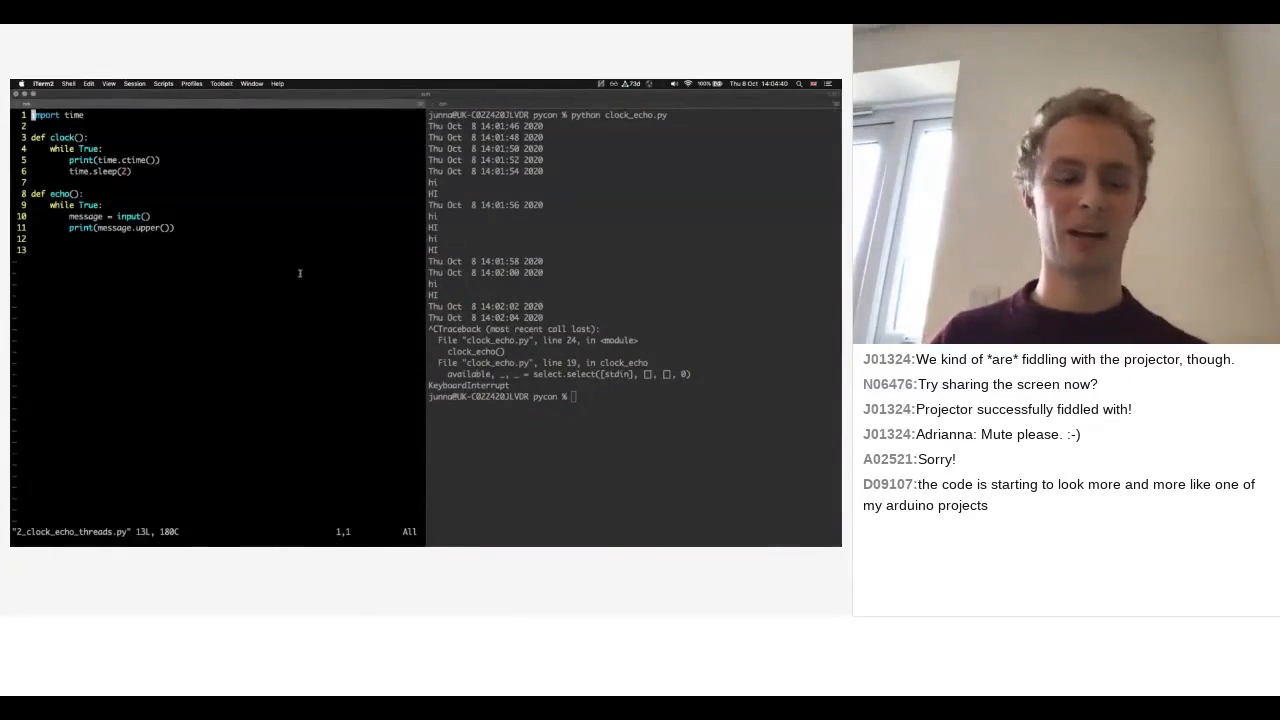 iTerm2 Shell Edit View Session Scripts Profiles Toolbelt Window Help 73d 100% Thu 8 Oct 14:04:40
1 import time
2
3 def clock():
4 while True:
5 print(time.ctime())
6 time.sleep(2)
7
8 def echo():
9 while True:
10 message = input()
11 print(message.upper())
12
13
"2_clock_echo_threads.py" 13L, 180C 1,1 All
junna@UK-C02Z420JLVDR pycon % python clock_echo.py
Thu Oct 8 14:01:46 2020
Thu Oct 8 14:01:48 2020
Thu Oct 8 14:01:50 2020
Thu Oct 8 14:01:52 2020
Thu Oct 8 14:01:54 2020
hi
HI
Thu Oct 8 14:01:56 2020
hi
HI
hi
HI
Thu Oct 8 14:01:58 2020
Thu Oct 8 14:02:00 2020
hi
HI
Thu Oct 8 14:02:02 2020
Thu Oct 8 14:02:04 2020
^CTraceback (most recent call last):
File "clock_echo.py", line 24, in <module>
clock_echo()
File "clock_echo.py", line 19, in clock_echo
available, _, _ = select.select([stdin], [], [], 0)
KeyboardInterrupt
junna@UK-C02Z420JLVDR pycon %
J01324:We kind of *are* fiddling with the projector, though.
N06476:Try sharing the screen now?
J01324:Projector successfully fiddled with!
J01324:Adrianna: Mute please. :-)
A02521:Sorry!
D09107:the code is starting to look more and more like one of
my arduino projects